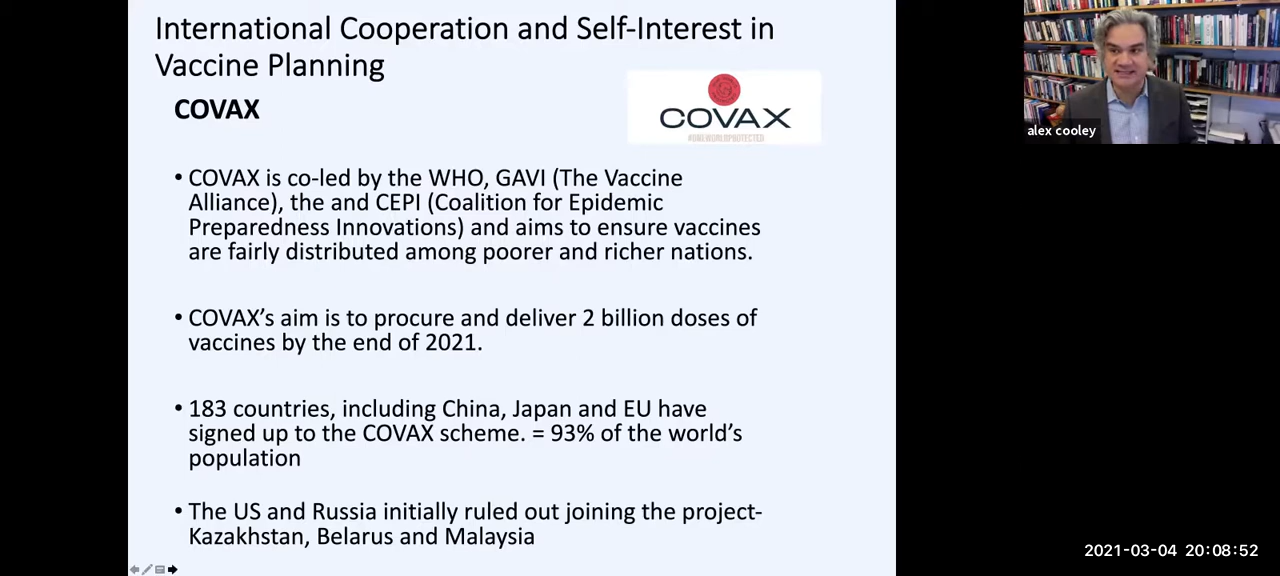 International Cooperation and Self-Interest in
Vaccine Planning
COVAX
COVAX
#ONEWORLDPROTECTED
• COVAX is co-led by the WHO, GAVI (The Vaccine
Alliance), the and CEPI (Coalition for Epidemic
Preparedness Innovations) and aims to ensure vaccines
are fairly distributed among poorer and richer nations.
• COVAX’s aim is to procure and deliver 2 billion doses of
vaccines by the end of 2021.
• 183 countries, including China, Japan and EU have
signed up to the COVAX scheme. = 93% of the world’s
population
• The US and Russia initially ruled out joining the project-
Kazakhstan, Belarus and Malaysia
alex cooley
2021-03-04 20:08:52